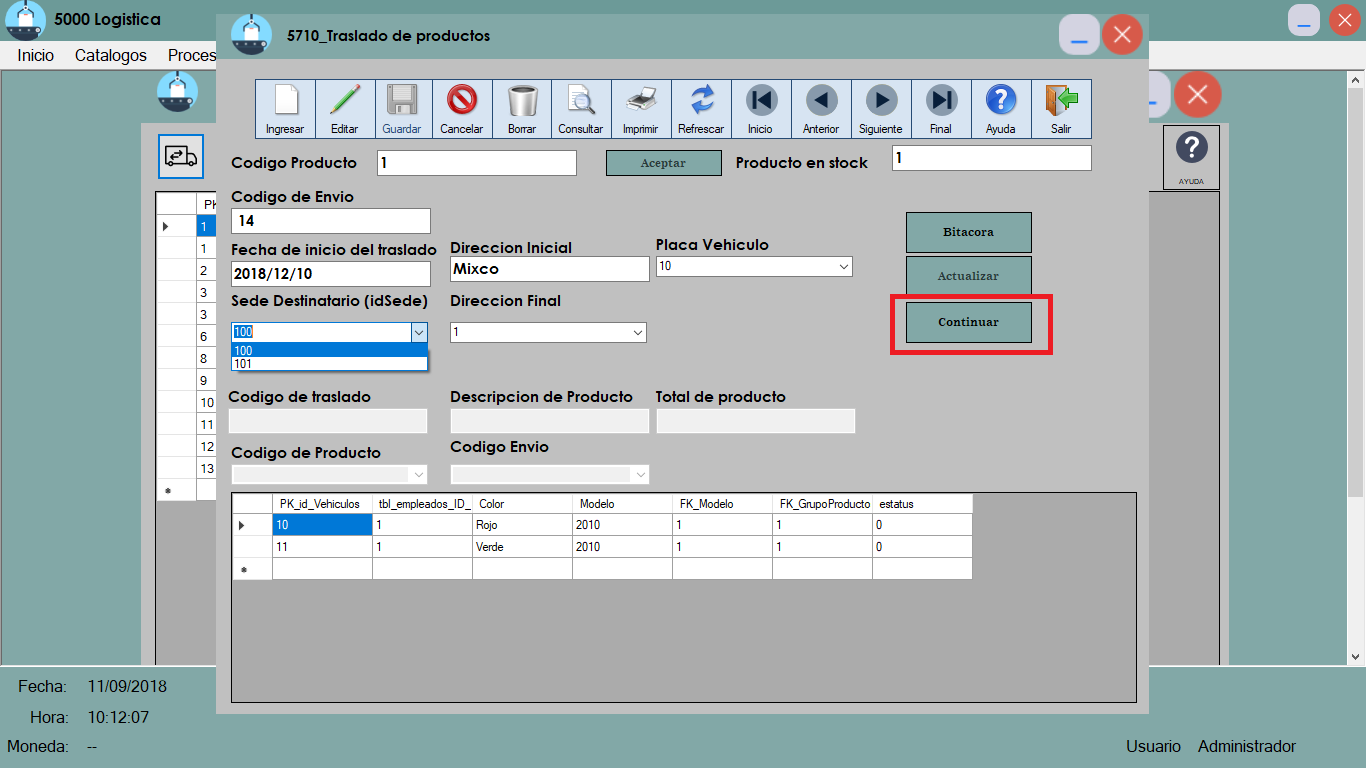 5000 Logistica
Inicio Catalogos Proces
5710_Traslado de productos
Ingresar Editar Guardar Cancelar Borrar Consultar Imprimir Refrescar Inicio Anterior Siguiente Final Ayuda Salir
Codigo Producto 1 Aceptar Producto en stock 1
Codigo de Envio
14
Fecha de inicio del traslado Direccion Inicial Placa Vehiculo
2018/12/10 Mixco 10
Sede Destinatario (idSede) Direccion Final
100 1
100
101
Bitacora
Actualizar
Continuar
Codigo de traslado Descripcion de Producto Total de producto
Codigo de Producto Codigo Envio
PK_id_Vehiculos tbl_empleados_ID_ Color Modelo FK_Modelo FK_GrupoProducto estatus
10 1 Rojo 2010 1 1 0
11 1 Verde 2010 1 1 0
*
AYUDA
PK
1
1
2
3
3
6
8
9
10
11
12
13
*
Fecha: 11/09/2018
Hora: 10:12:07
Moneda: --
Usuario Administrador